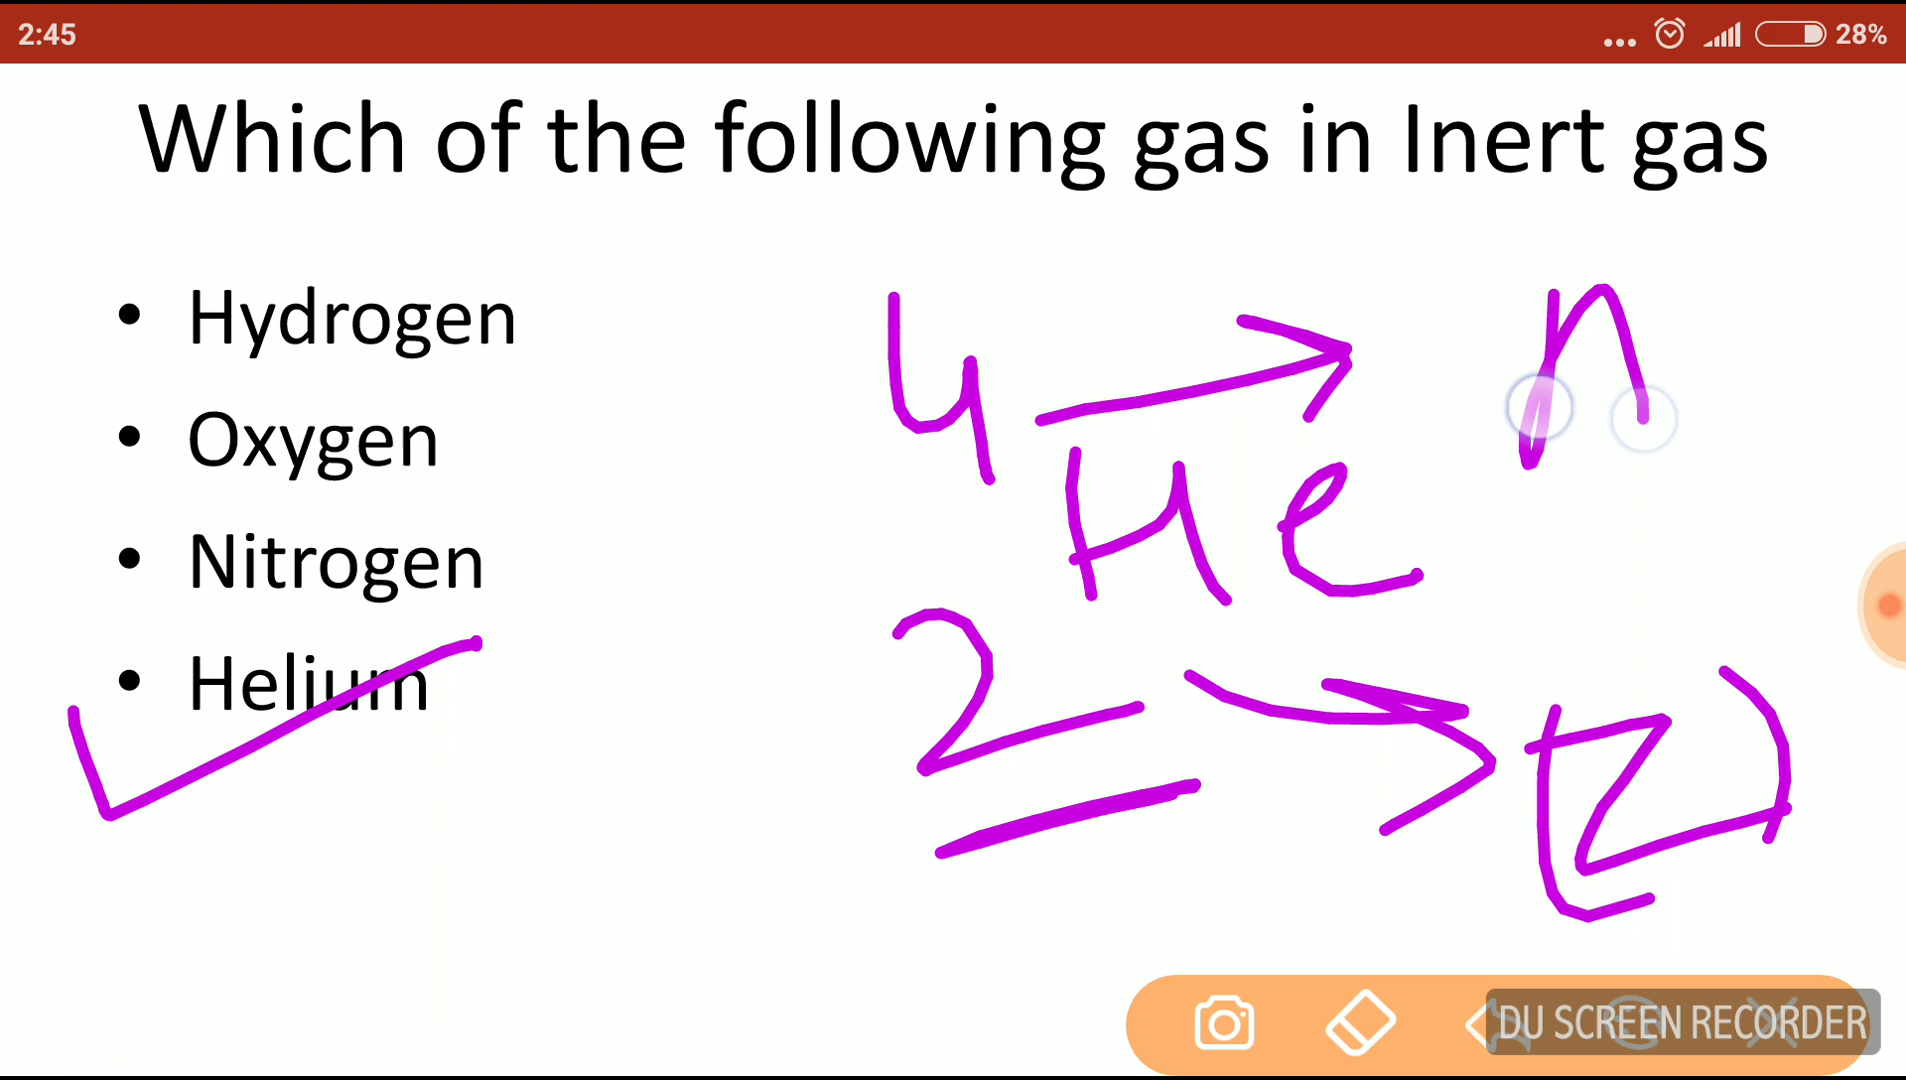 2:45
28%
Which of the following gas in Inert gas
• Hydrogen
• Oxygen
• Nitrogen
• Helium
4
n
He
2
(Z)
DU SCREEN RECORDER